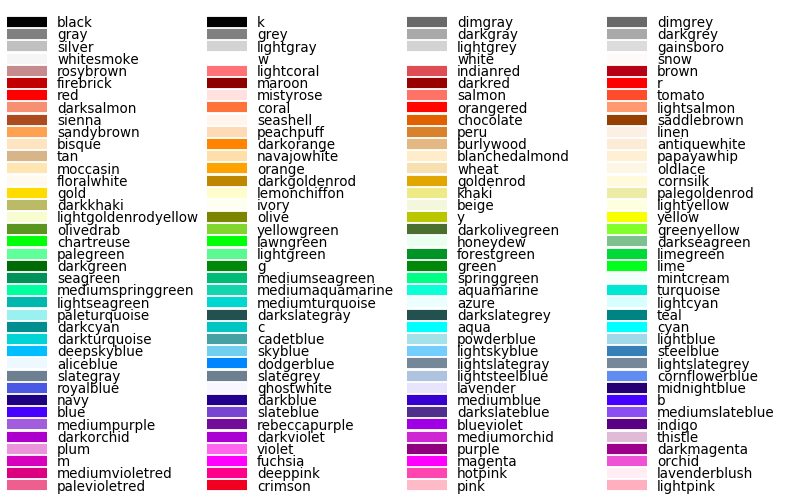 black k dimgray dimgrey
gray grey darkgray darkgrey
silver lightgray lightgrey gainsboro
whitesmoke w white snow
rosybrown lightcoral indianred brown
firebrick maroon darkred r
red mistyrose salmon tomato
darksalmon coral orangered lightsalmon
sienna seashell chocolate saddlebrown
sandybrown peachpuff peru linen
bisque darkorange burlywood antiquewhite
tan navajowhite blanchedalmond papayawhip
moccasin orange wheat oldlace
floralwhite darkgoldenrod goldenrod cornsilk
gold lemonchiffon khaki palegoldenrod
darkkhaki ivory beige lightyellow
lightgoldenrodyellow olive y yellow
olivedrab yellowgreen darkolivegreen greenyellow
chartreuse lawngreen honeydew darkseagreen
palegreen lightgreen forestgreen limegreen
darkgreen g green lime
seagreen mediumseagreen springgreen mintcream
mediumspringgreen mediumaquamarine aquamarine turquoise
lightseagreen mediumturquoise azure lightcyan
paleturquoise darkslategray darkslategrey teal
darkcyan c aqua cyan
darkturquoise cadetblue powderblue lightblue
deepskyblue skyblue lightskyblue steelblue
aliceblue dodgerblue lightslategray lightslategrey
slategray slategrey lightsteelblue cornflowerblue
royalblue ghostwhite lavender midnightblue
navy darkblue mediumblue b
blue slateblue darkslateblue mediumslateblue
mediumpurple rebeccapurple blueviolet indigo
darkorchid darkviolet mediumorchid thistle
plum violet purple darkmagenta
m fuchsia magenta orchid
mediumvioletred deeppink hotpink lavenderblush
palevioletred crimson pink lightpink